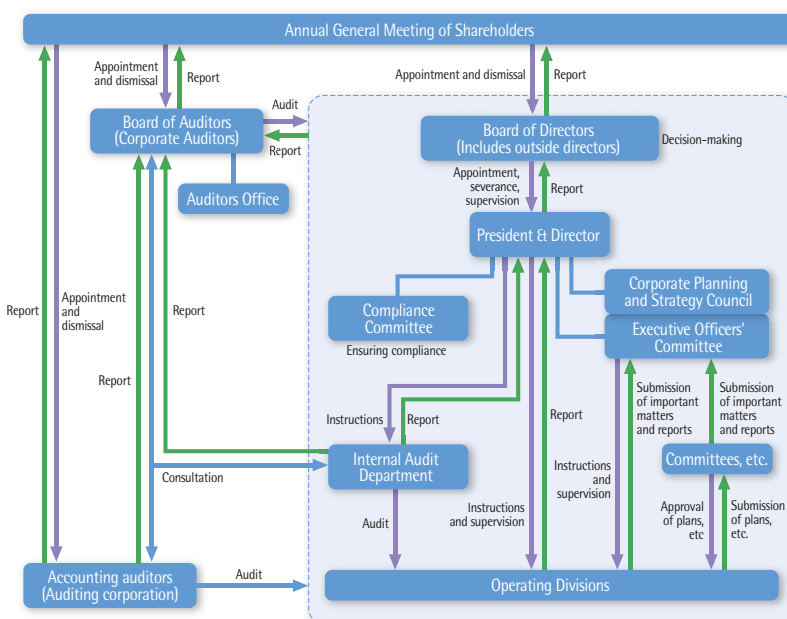 Annual General Meeting of Shareholders
Appointment
and dismissal
Report
Appointment and dismissal
Report
Board of Auditors
(Corporate Auditors)
Audit
Report
Board of Directors
(Includes outside directors)
Decision-making
Auditors Office
Appointment,
severance,
supervision
Report
President & Director
Corporate Planning
and Strategy Council
Compliance
Committee
Ensuring compliance
Executive Officers'
Committee
Report
Appointment
and
dismissal
Report
Report
Instructions
Report
Report
Submission
of important
matters
and reports
Submission
of important
matters
and reports
Internal Audit
Department
Committees, etc.
Consultation
Audit
Instructions
and supervision
Instructions
and
supervision
Approval
of plans,
etc
Submission
of plans,
etc.
Accounting auditors
(Auditing corporation)
Audit
Operating Divisions